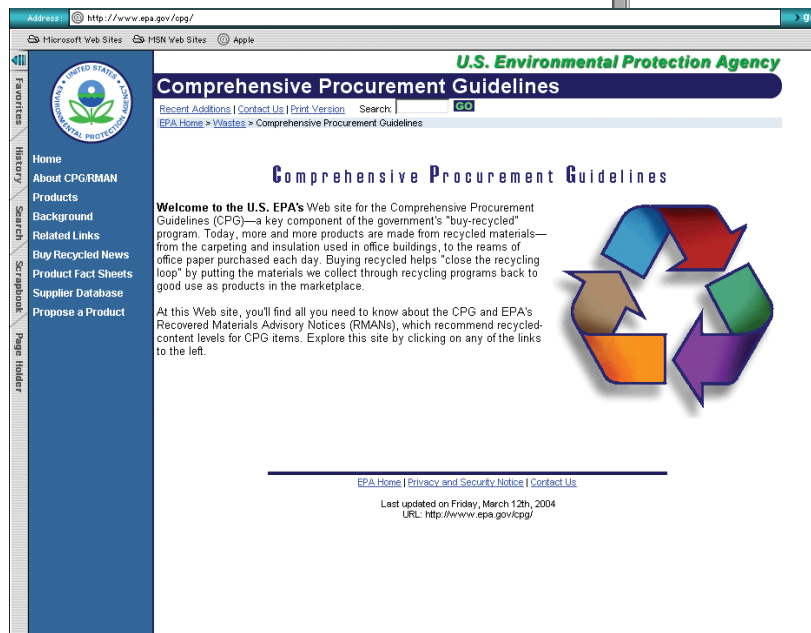 Address: @ http://www.epa.gov/cpg/
Microsoft Web Sites MSN Web Sites @ Apple
Favorites
History
Search
Scrapbook
Page Holder
UNITED STATES
ENVIRONMENTAL PROTECTION AGENCY
Home
About CPG/RMAN
Products
Background
Related Links
Buy Recycled News
Product Fact Sheets
Supplier Database
Propose a Product
U.S. Environmental Protection Agency
Comprehensive Procurement Guidelines
Recent Additions | Contact Us | Print Version Search: GO
EPA Home > Wastes > Comprehensive Procurement Guidelines
Comprehensive Procurement Guidelines
Welcome to the U.S. EPA's Web site for the Comprehensive Procurement
Guidelines (CPG)—a key component of the government's "buy-recycled"
program. Today, more and more products are made from recycled materials—
from the carpeting and insulation used in office buildings, to the reams of
office paper purchased each day. Buying recycled helps "close the recycling
loop" by putting the materials we collect through recycling programs back to
good use as products in the marketplace.
At this Web site, you'll find all you need to know about the CPG and EPA's
Recovered Materials Advisory Notices (RMANs), which recommend recycled-
content levels for CPG items. Explore this site by clicking on any of the links
to the left.
EPA Home | Privacy and Security Notice | Contact Us
Last updated on Friday, March 12th, 2004
URL: http://www.epa.gov/cpg/